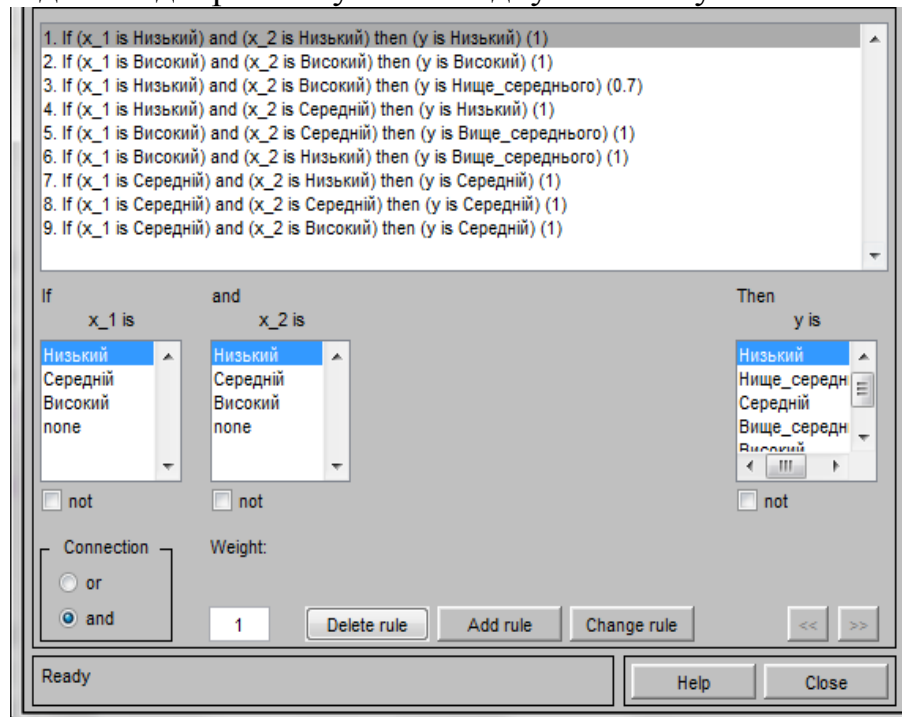 1. If (x_1 is Низький) and (x_2 is Низький) then (y is Низький) (1)
2. If (x_1 is Високий) and (x_2 is Високий) then (y is Високий) (1)
3. If (x_1 is Низький) and (x_2 is Високий) then (y is Нище_середнього) (0.7)
4. If (x_1 is Низький) and (x_2 is Середній) then (y is Низький) (1)
5. If (x_1 is Високий) and (x_2 is Середній) then (y is Вище_середнього) (1)
6. If (x_1 is Високий) and (x_2 is Низький) then (y is Вище_середнього) (1)
7. If (x_1 is Середній) and (x_2 is Низький) then (y is Середній) (1)
8. If (x_1 is Середній) and (x_2 is Середній) then (y is Середній) (1)
9. If (x_1 is Середній) and (x_2 is Високий) then (y is Середній) (1)
If and Then
x_1 is x_2 is y is
Низький Низький Низький
Середній Середній Нище_середн
Високий Високий Середній
none none Вище_середн
Високий
not not not
Connection Weight:
or
and 1 Delete rule Add rule Change rule << >>
Ready Help Close